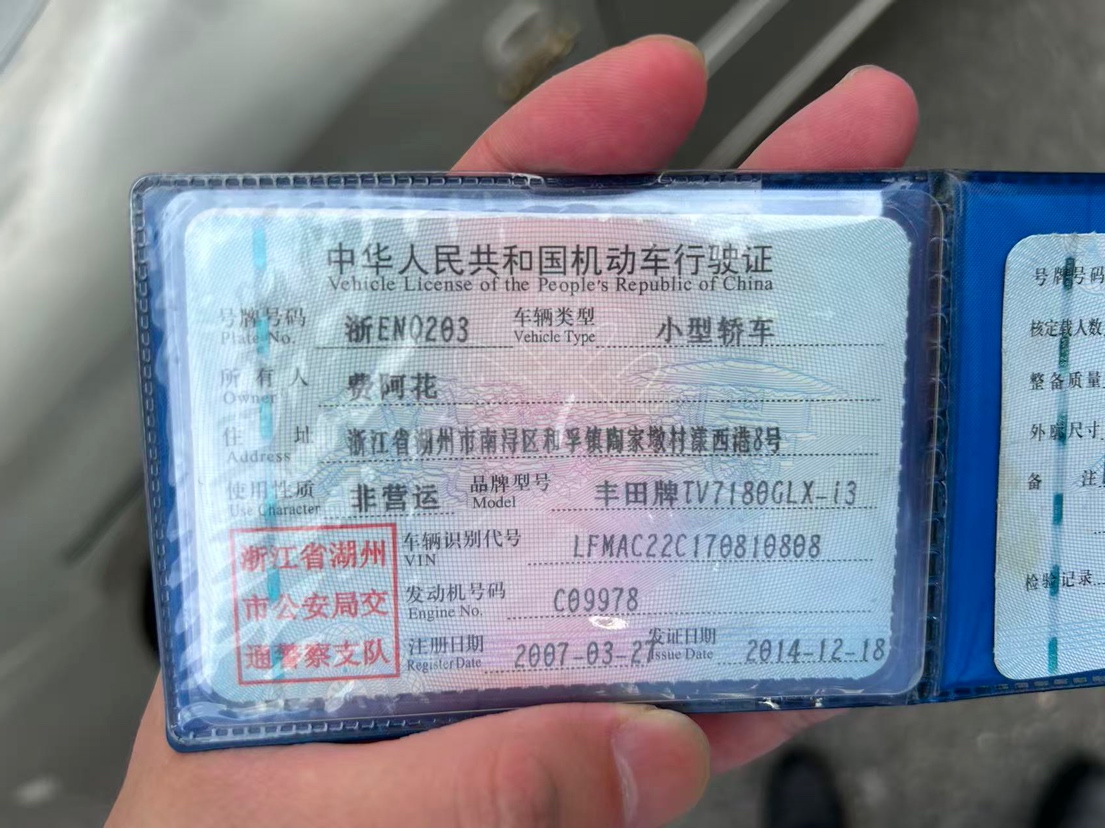 中华人民共和国机动车行驶证
Vehicle License of the People's Republic of China
号牌号码 浙ENQ203 车辆类型 小型轿车
Plate No. Vehicle Type
所有人 费阿花
Owner
住址 浙江省湖州市南浔区和孚镇陶家墩村漾西港8号
Address
使用性质 非营运 品牌型号 丰田牌TV7180GLX-i3
Use Character Model
浙江省湖州
市公安局交
通警察支队
车辆识别代号 LFMAC22C170810808
VIN
发动机号码 C09978
Engine No.
注册日期 2007-03-27 发证日期 2014-12-18
Register Date Issue Date
号牌号码
核定载人数
整备质量
外廓尺寸
备 注
检验记录